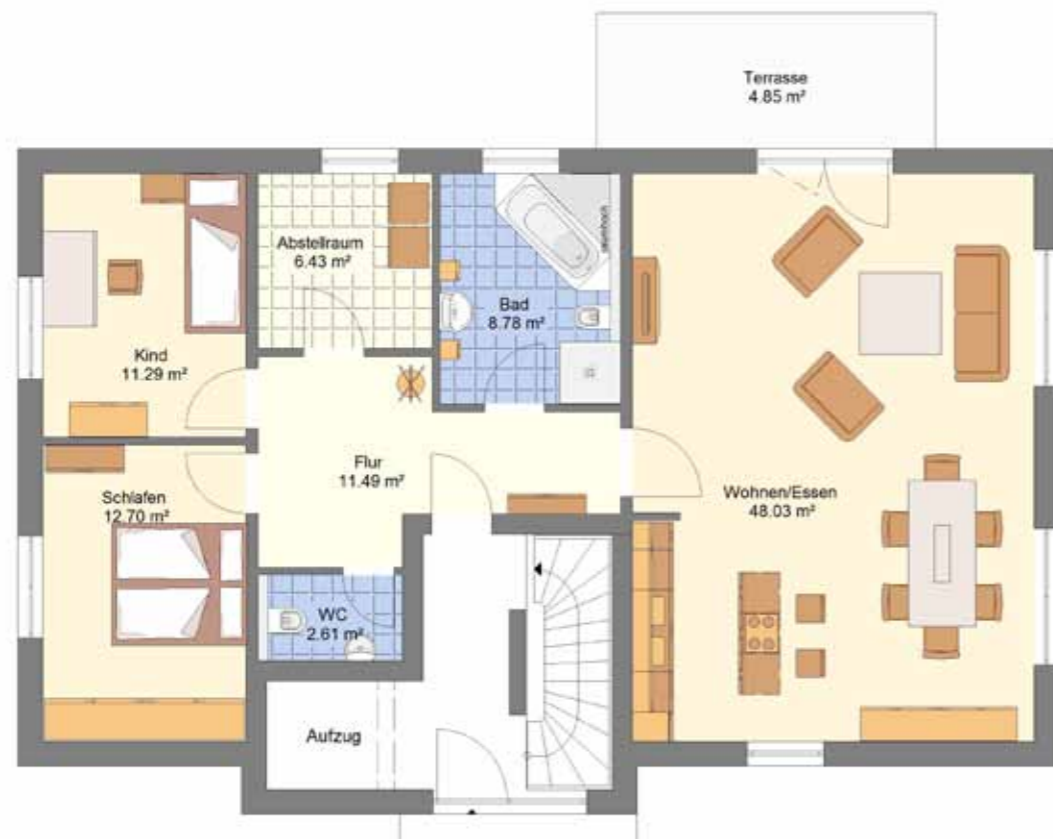 Terrasse
4.85 m²
Abstellraum
6.43 m²
Bad
8.78 m²
Kind
11.29 m²
Flur
11.49 m²
Schlafen
12.70 m²
Wohnen/Essen
48.03 m²
WC
2.61 m²
Aufzug